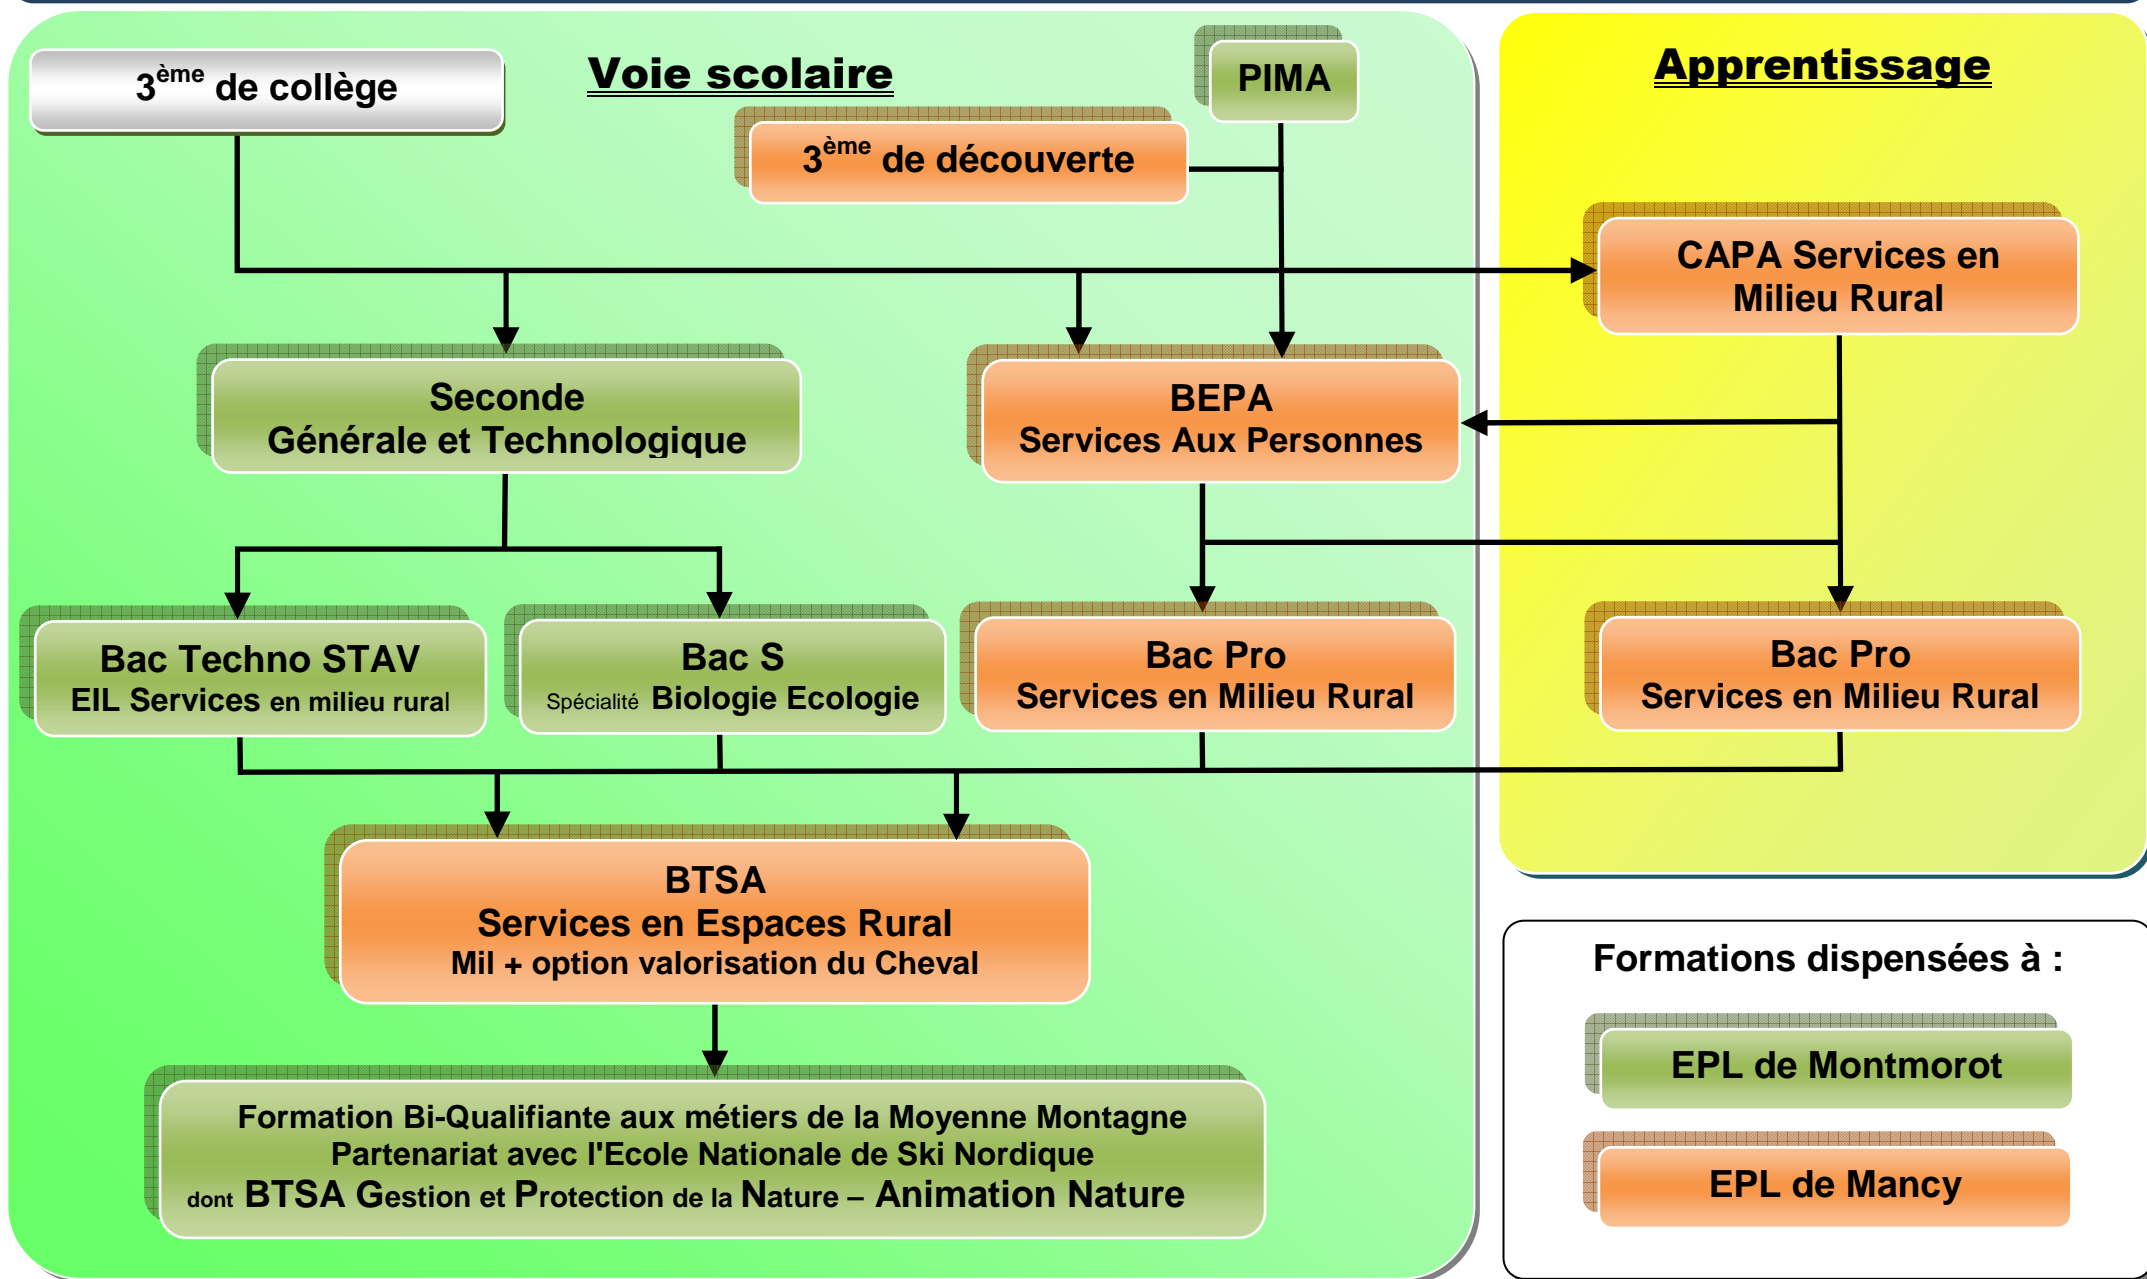 3ème de collège
Voie scolaire
PIMA
3ème de découverte
Apprentissage
CAPA Services en
Milieu Rural
Seconde
Générale et Technologique
BEPA
Services Aux Personnes
Bac Techno STAV
EIL Services en milieu rural
Bac S
Spécialité Biologie Ecologie
Bac Pro
Services en Milieu Rural
Bac Pro
Services en Milieu Rural
BTSA
Services en Espaces Rural
Mil + option valorisation du Cheval
Formation Bi-Qualifiante aux métiers de la Moyenne Montagne
Partenariat avec l'Ecole Nationale de Ski Nordique
dont BTSA Gestion et Protection de la Nature – Animation Nature
Formations dispensées à :
EPL de Montmorot
EPL de Mancy